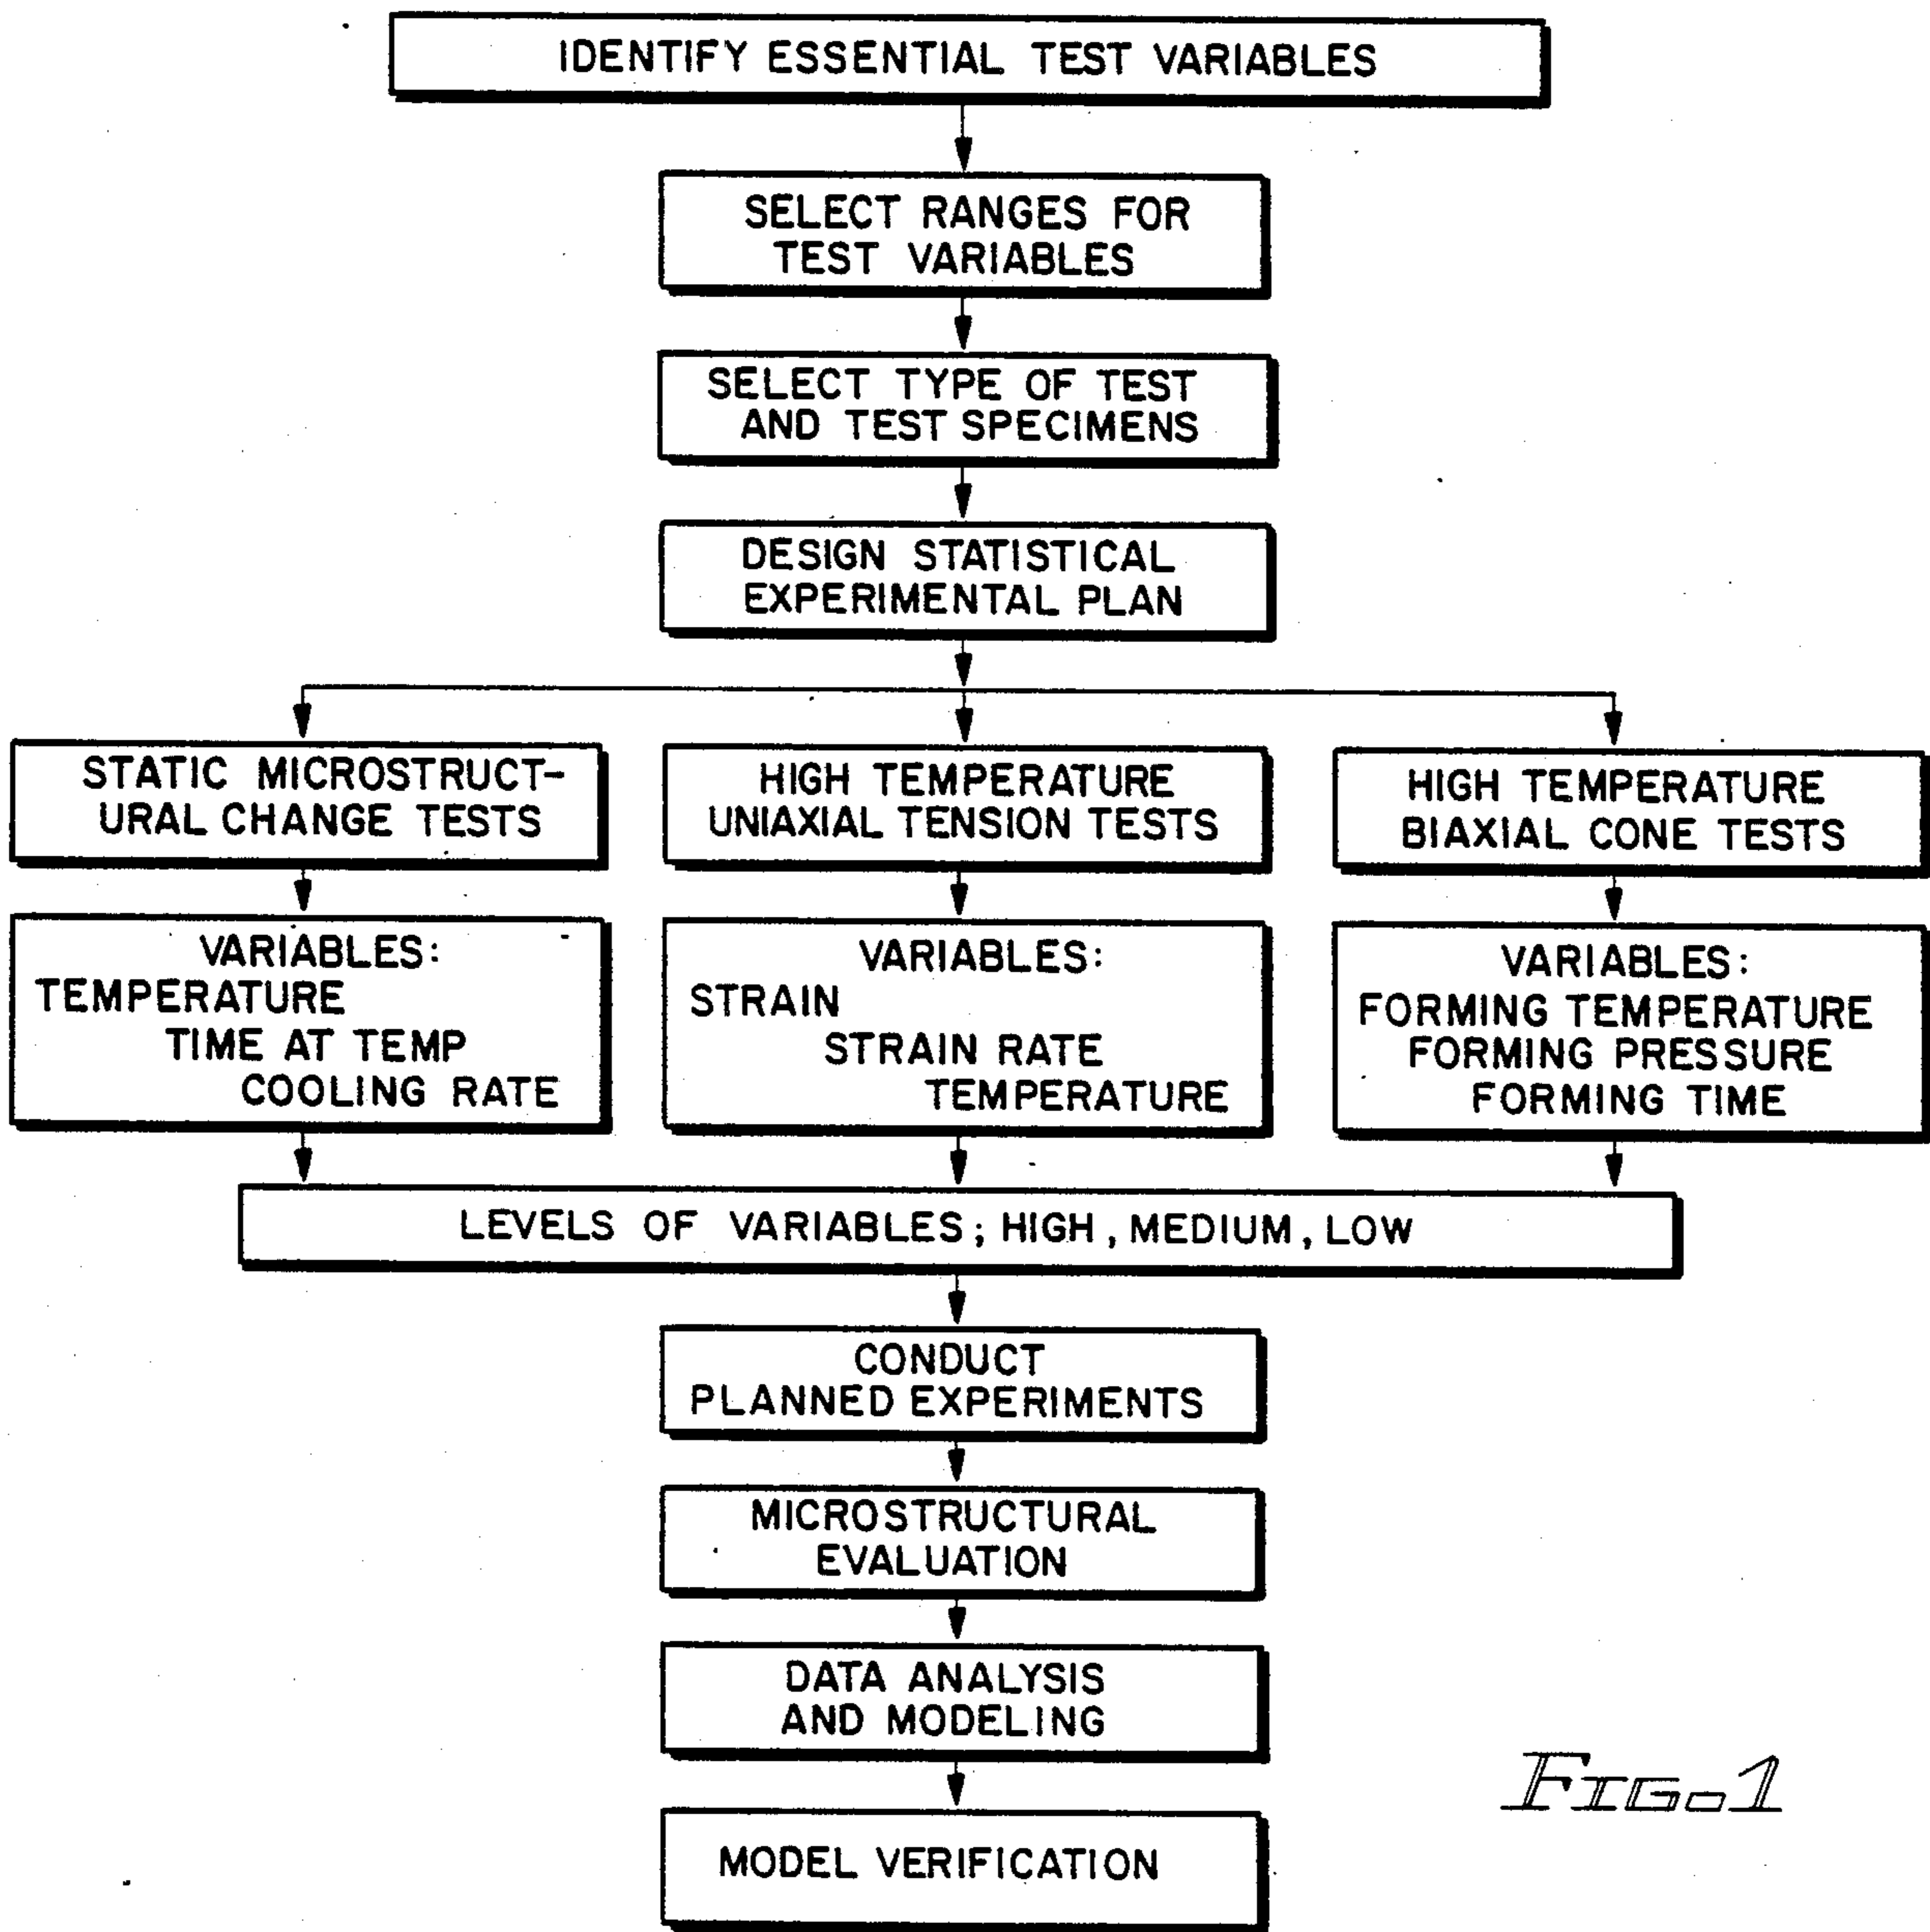 IDENTIFY ESSENTIAL TEST VARIABLES
SELECT RANGES FOR
TEST VARIABLES
SELECT TYPE OF TEST
AND TEST SPECIMENS
DESIGN STATISTICAL
EXPERIMENTAL PLAN
STATIC MICROSTRUCT-
URAL CHANGE TESTS
HIGH TEMPERATURE
UNIAXIAL TENSION TESTS
HIGH TEMPERATURE
BIAXIAL CONE TESTS
VARIABLES:
TEMPERATURE
TIME AT TEMP
COOLING RATE
VARIABLES:
STRAIN
STRAIN RATE
TEMPERATURE
VARIABLES:
FORMING TEMPERATURE
FORMING PRESSURE
FORMING TIME
LEVELS OF VARIABLES; HIGH, MEDIUM, LOW
CONDUCT
PLANNED EXPERIMENTS
MICROSTRUCTURAL
EVALUATION
DATA ANALYSIS
AND MODELING
MODEL VERIFICATION
FIG. 1